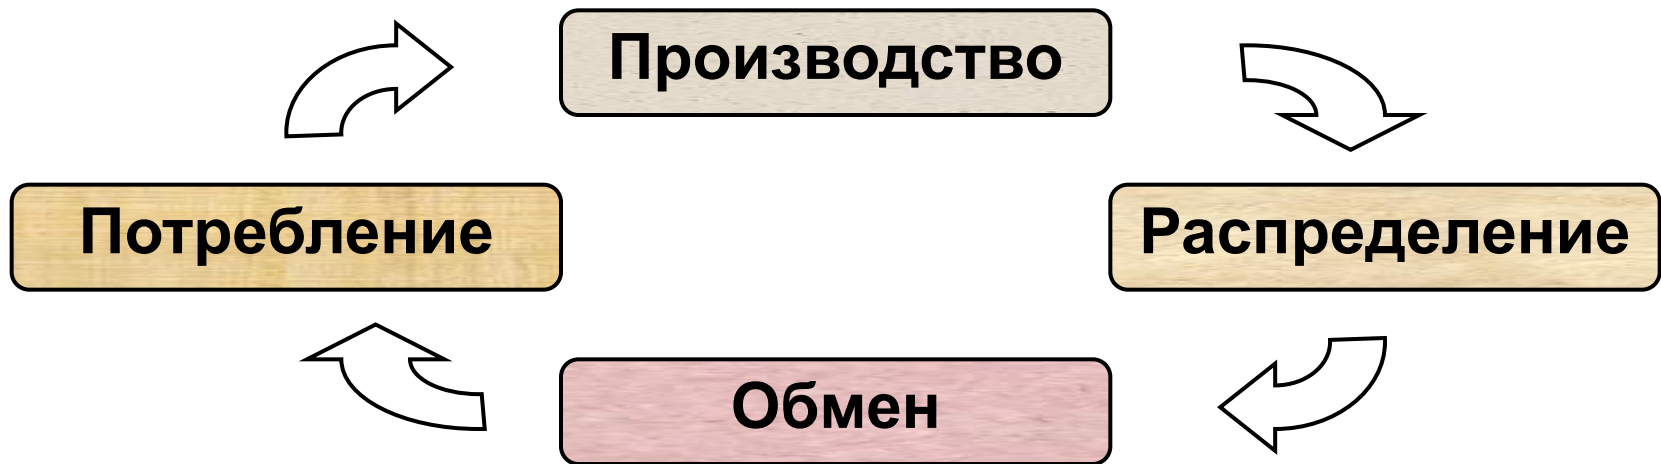 Производство
Потребление
Распределение
Обмен